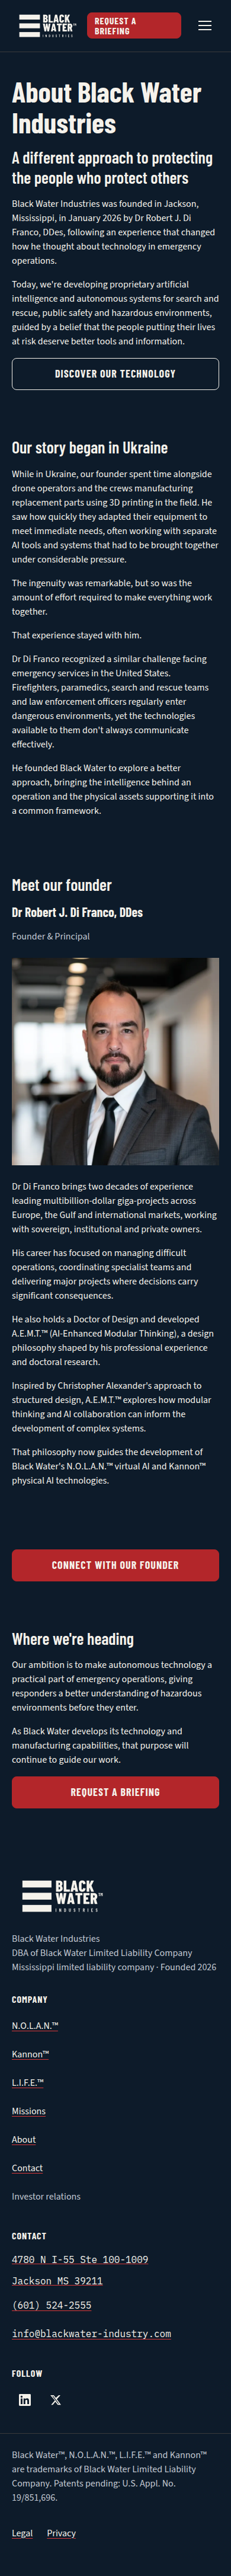 BLACK
WATER™
INDUSTRIES
REQUEST A
BRIEFING
About Black Water
Industries
A different approach to protecting
the people who protect others
Black Water Industries was founded in Jackson,
Mississippi, in January 2026 by Dr Robert J. Di
Franco, DDes, following an experience that changed
how he thought about technology in emergency
operations.
Today, we're developing proprietary artificial
intelligence and autonomous systems for search and
rescue, public safety and hazardous environments,
guided by a belief that the people putting their lives
at risk deserve better tools and information.
DISCOVER OUR TECHNOLOGY
Our story began in Ukraine
While in Ukraine, our founder spent time alongside
drone operators and the crews manufacturing
replacement parts using 3D printing in the field. He
saw how quickly they adapted their equipment to
meet immediate needs, often working with separate
AI tools and systems that had to be brought together
under considerable pressure.
The ingenuity was remarkable, but so was the
amount of effort required to make everything work
together.
That experience stayed with him.
Dr Di Franco recognized a similar challenge facing
emergency services in the United States.
Firefighters, paramedics, search and rescue teams
and law enforcement officers regularly enter
dangerous environments, yet the technologies
available to them don't always communicate
effectively.
He founded Black Water to explore a better
approach, bringing the intelligence behind an
operation and the physical assets supporting it into
a common framework.
Meet our founder
Dr Robert J. Di Franco, DDes
Founder & Principal
Dr Di Franco brings two decades of experience
leading multibillion-dollar giga-projects across
Europe, the Gulf and international markets, working
with sovereign, institutional and private owners.
His career has focused on managing difficult
operations, coordinating specialist teams and
delivering major projects where decisions carry
significant consequences.
He also holds a Doctor of Design and developed
A.E.M.T.™ (AI-Enhanced Modular Thinking), a design
philosophy shaped by his professional experience
and doctoral research.
Inspired by Christopher Alexander's approach to
structured design, A.E.M.T.™ explores how modular
thinking and AI collaboration can inform the
development of complex systems.
That philosophy now guides the development of
Black Water's N.O.L.A.N.™ virtual AI and Kannon™
physical AI technologies.
CONNECT WITH OUR FOUNDER
Where we're heading
Our ambition is to make autonomous technology a
practical part of emergency operations, giving
responders a better understanding of hazardous
environments before they enter.
As Black Water develops its technology and
manufacturing capabilities, that purpose will
continue to guide our work.
REQUEST A BRIEFING
BLACK
WATER™
INDUSTRIES
Black Water Industries
DBA of Black Water Limited Liability Company
Mississippi limited liability company · Founded 2026
COMPANY
N.O.L.A.N.™
Kannon™
L.I.F.E.™
Missions
About
Contact
Investor relations
CONTACT
4780 N I-55 Ste 100-1009
Jackson MS 39211
(601) 524-2555
info@blackwater-industry.com
FOLLOW
Black Water™, N.O.L.A.N.™, L.I.F.E.™ and Kannon™
are trademarks of Black Water Limited Liability
Company. Patents pending: U.S. Appl. No.
19/851,696.
Legal Privacy